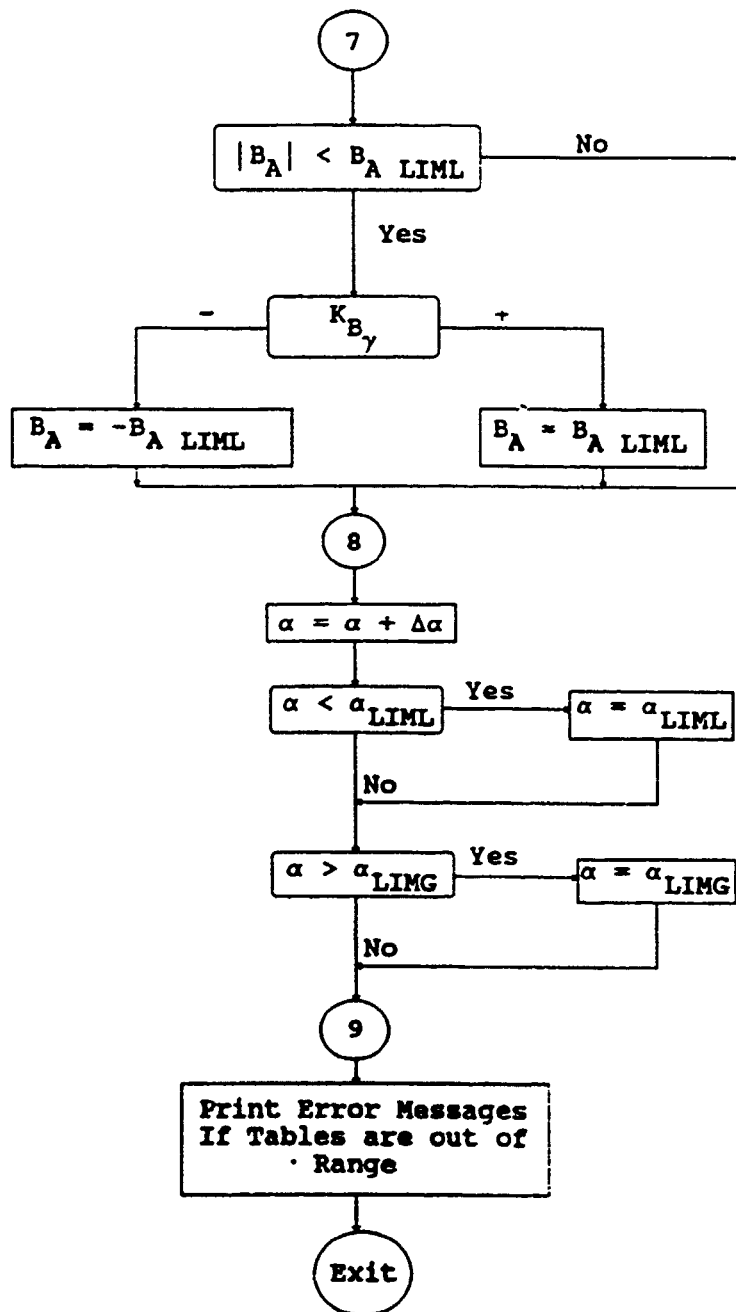 7
|B_A| < B_A LIML
No
Yes
K_B_γ
-
+
B_A = -B_A LIML
B_A = B_A LIML
8
α = α + Δα
α < α_LIML
Yes
α = α_LIML
No
α > α_LIMG
Yes
α = α_LIMG
No
9
Print Error Messages
If Tables are out of
Range
Exit